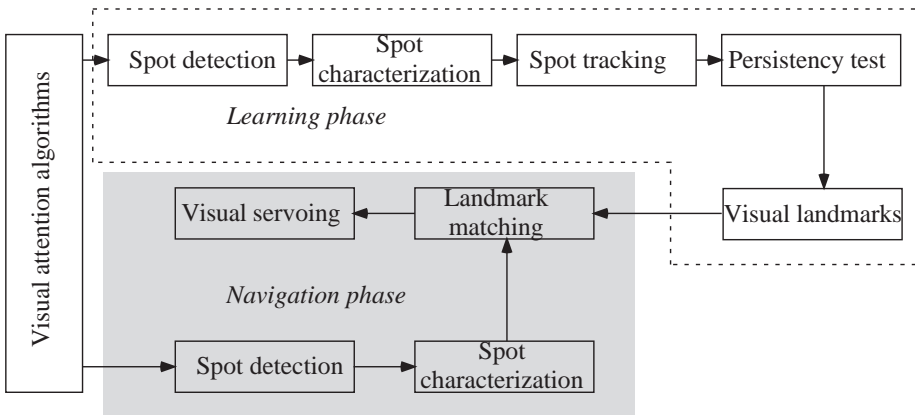 Visual attention algorithms
Spot detection
Spot
characterization
Spot tracking
Persistency test
Learning phase
Visual servoing
Landmark
matching
Visual landmarks
Navigation phase
Spot detection
Spot
characterization